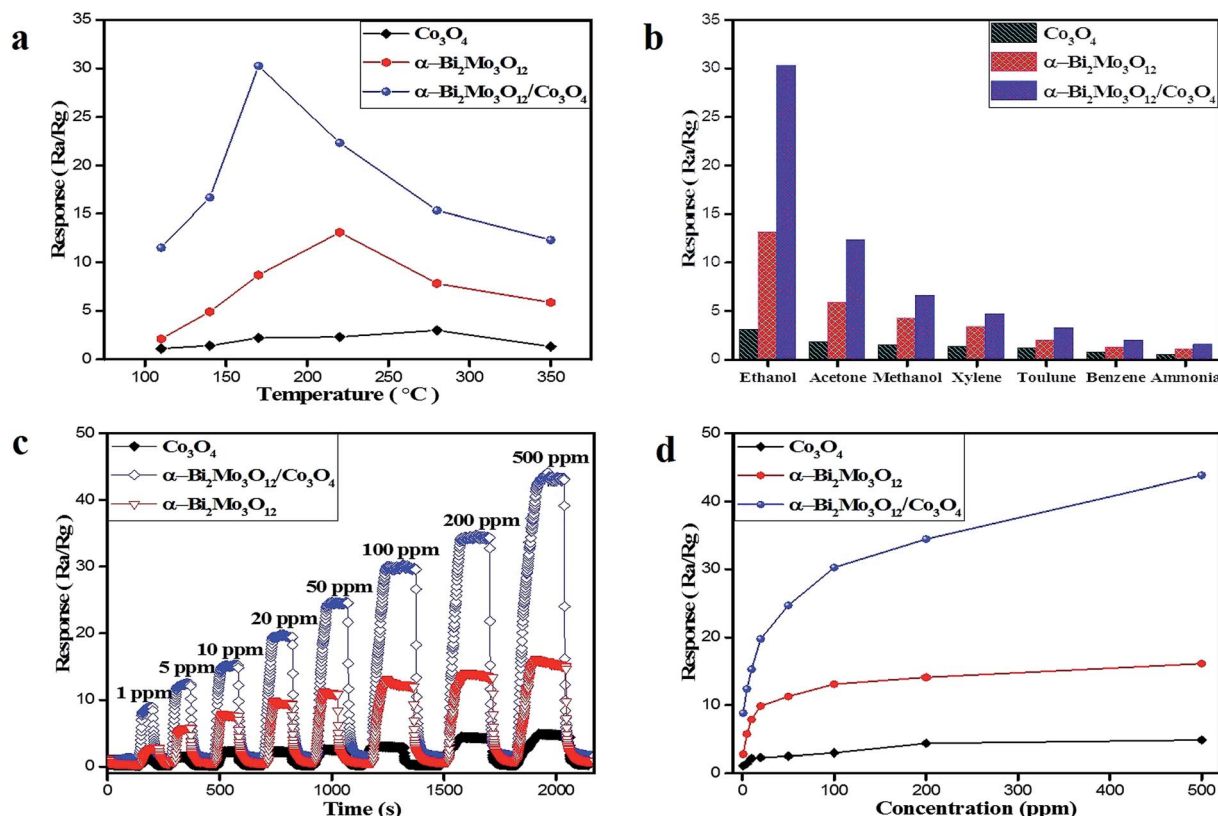 a
Co₃O₄
α–Bi₂Mo₃O₁₂
α–Bi₂Mo₃O₁₂/Co₃O₄
Response ( Ra/Rg)
35
30
25
20
15
10
5
0
100 150 200 250 300 350
Temperature ( °C )
b
Co₃O₄
α–Bi₂Mo₃O₁₂
α–Bi₂Mo₃O₁₂/Co₃O₄
Response ( Ra/Rg)
35
30
25
20
15
10
5
0
Ethanol Acetone Methanol Xylene Toulune Benzene Ammonia
c
Co₃O₄
α–Bi₂Mo₃O₁₂/Co₃O₄
α–Bi₂Mo₃O₁₂
Response ( Ra/Rg)
50
40
30
20
10
0
1 ppm
5 ppm
10 ppm
20 ppm
50 ppm
100 ppm
200 ppm
500 ppm
0 500 1000 1500 2000
Time (s)
d
Co₃O₄
α–Bi₂Mo₃O₁₂
α–Bi₂Mo₃O₁₂/Co₃O₄
Response ( Ra/Rg)
50
40
30
20
10
0
0 100 200 300 400 500
Concentration (ppm)